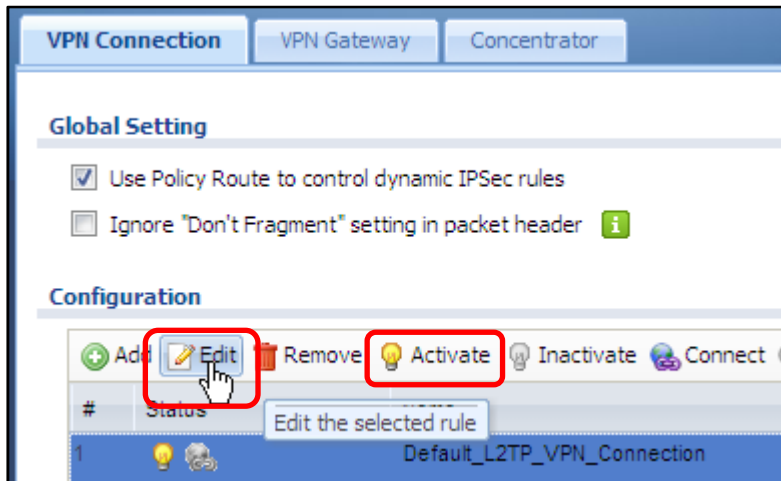 VPN Connection VPN Gateway Concentrator
Global Setting
Use Policy Route to control dynamic IPSec rules
Ignore "Don't Fragment" setting in packet header i
Configuration
Add Edit Remove Activate Inactivate Connect
# Status
Edit the selected rule
1 Default_L2TP_VPN_Connection